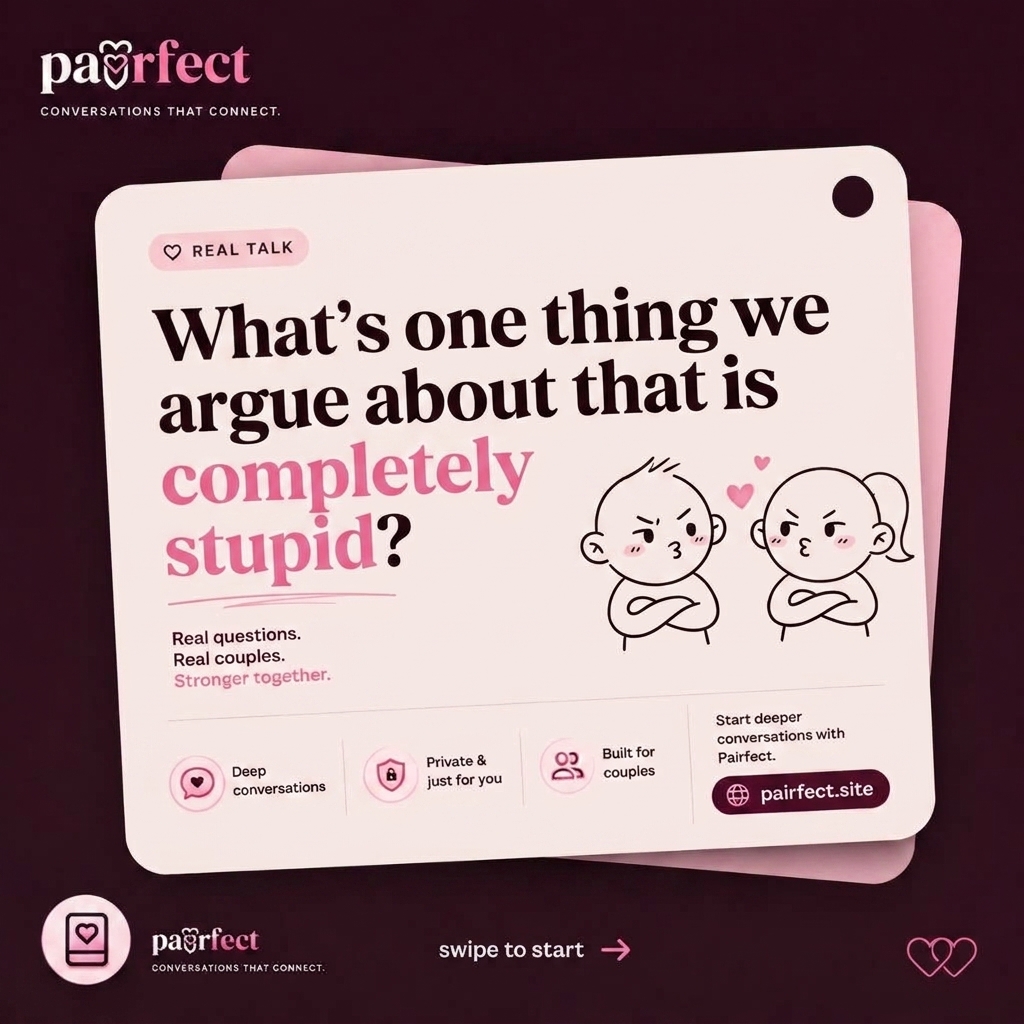 pairfect
CONVERSATIONS THAT CONNECT.
REAL TALK
What's one thing we
argue about that is
completely
stupid?
Real questions.
Real couples.
Stronger together.
Deep
conversations
Private &
just for you
Built for
couples
Start deeper
conversations with
Pairfect.
pairfect.site
pairfect
CONVERSATIONS THAT CONNECT.
swipe to start →